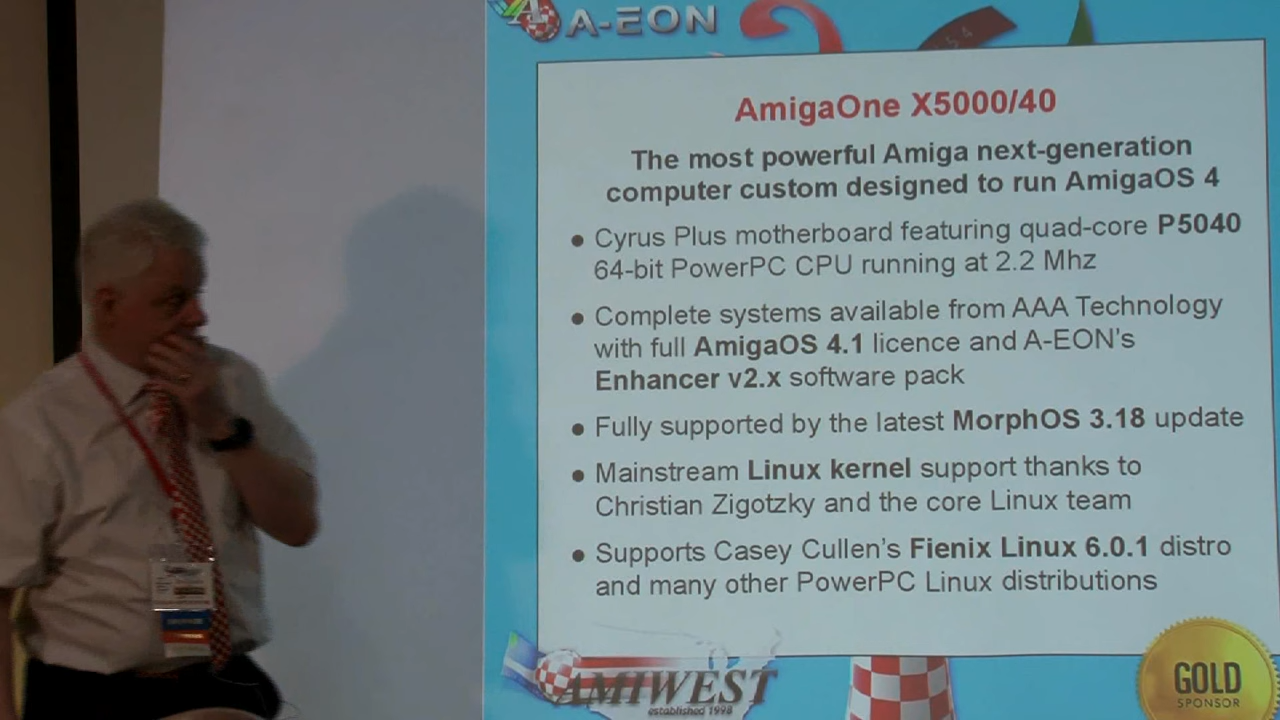 A-EON
AmigaOne X5000/40
The most powerful Amiga next-generation
computer custom designed to run AmigaOS 4
● Cyrus Plus motherboard featuring quad-core P5040
64-bit PowerPC CPU running at 2.2 Mhz
● Complete systems available from AAA Technology
with full AmigaOS 4.1 licence and A-EON's
Enhancer v2.x software pack
● Fully supported by the latest MorphOS 3.18 update
● Mainstream Linux kernel support thanks to
Christian Zigotzky and the core Linux team
● Supports Casey Cullen's Fienix Linux 6.0.1 distro
and many other PowerPC Linux distributions
AMIWEST
established 1998
GOLD
SPONSOR